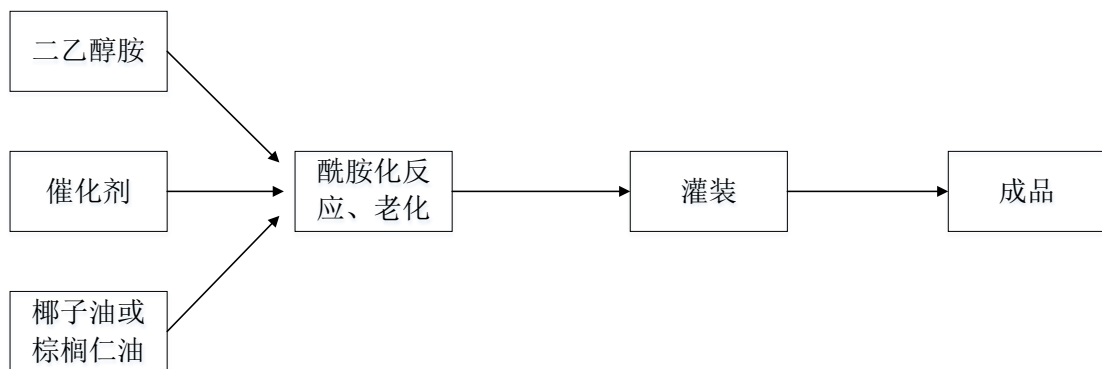 二乙醇胺
催化剂
酰胺化反
应、老化
灌装
成品
椰子油或
棕榈仁油